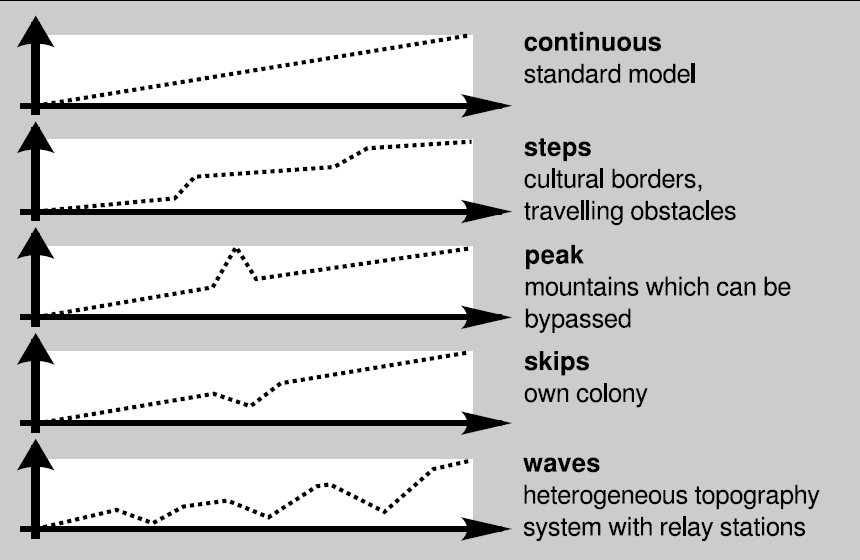 continuous
standard model
steps
cultural borders,
travelling obstacles
peak
mountains which can be
bypassed
skips
own colony
waves
heterogeneous topography
system with relay stations